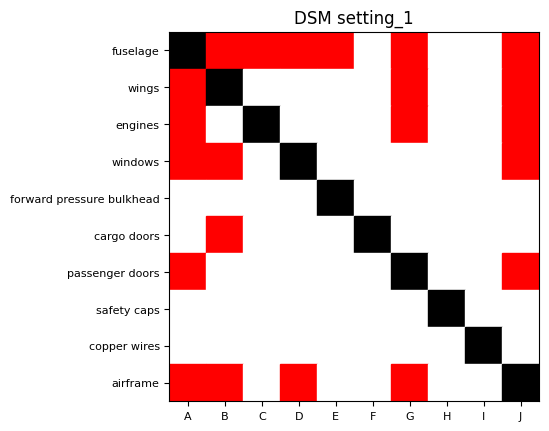 DSM setting_1
fuselage
wings
engines
windows
forward pressure bulkhead
cargo doors
passenger doors
safety caps
copper wires
airframe
A B C D E F G H I J